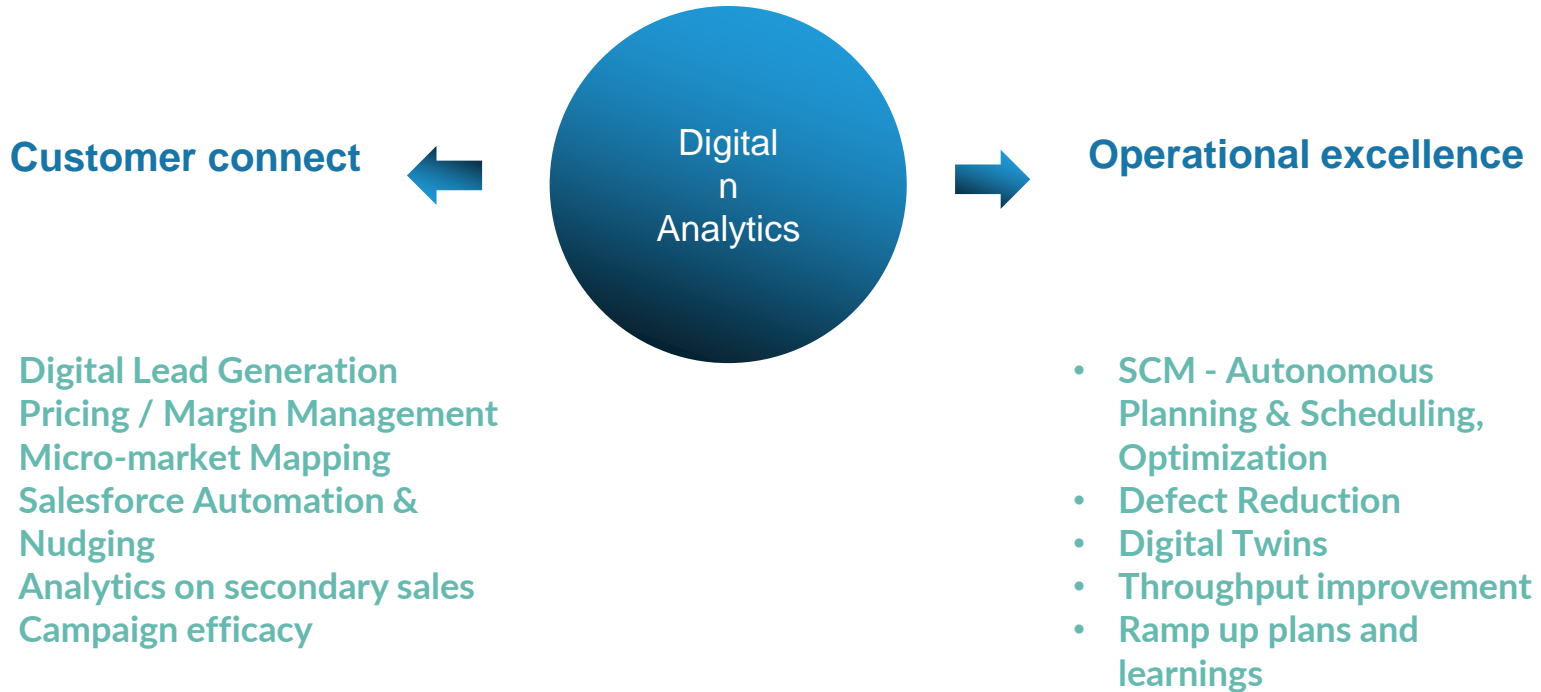 Customer connect
Digital
n
Analytics
Operational excellence
Digital Lead Generation
Pricing / Margin Management
Micro-market Mapping
Salesforce Automation &
Nudging
Analytics on secondary sales
Campaign efficacy
• SCM - Autonomous
Planning & Scheduling,
Optimization
• Defect Reduction
• Digital Twins
• Throughput improvement
• Ramp up plans and
learnings